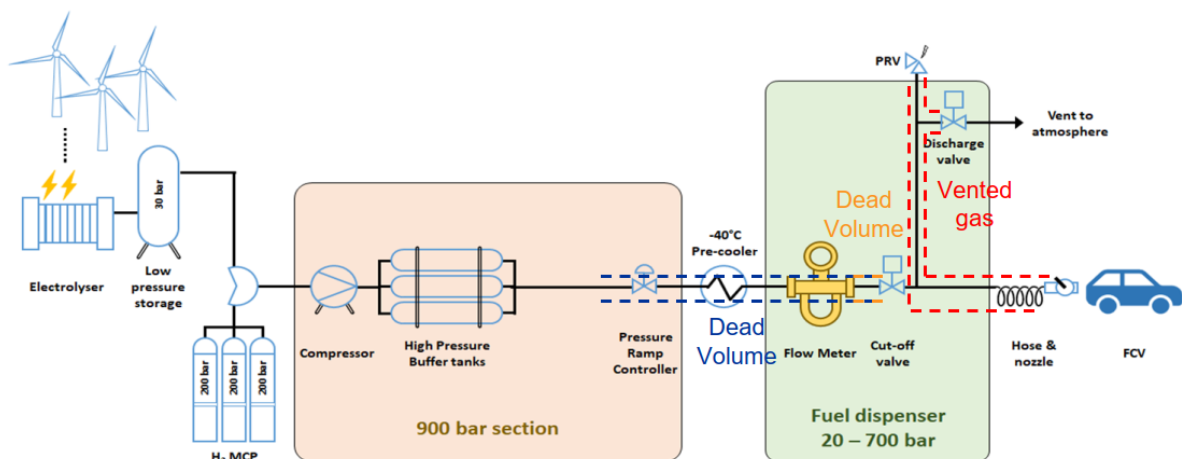 PRV
Vent to
atmosphere
Discharge
valve
Dead
Volume
Vented
gas
-40°C
Pre-cooler
30 bar
Electrolyser
Low
pressure
storage
Compressor
High Pressure
Buffer tanks
Pressure
Ramp
Controller
Dead
Volume
Flow Meter
Cut-off
valve
Hose &
nozzle
FCV
200 bar
200 bar
200 bar
900 bar section
Fuel dispenser
20 – 700 bar
H₂ MCP